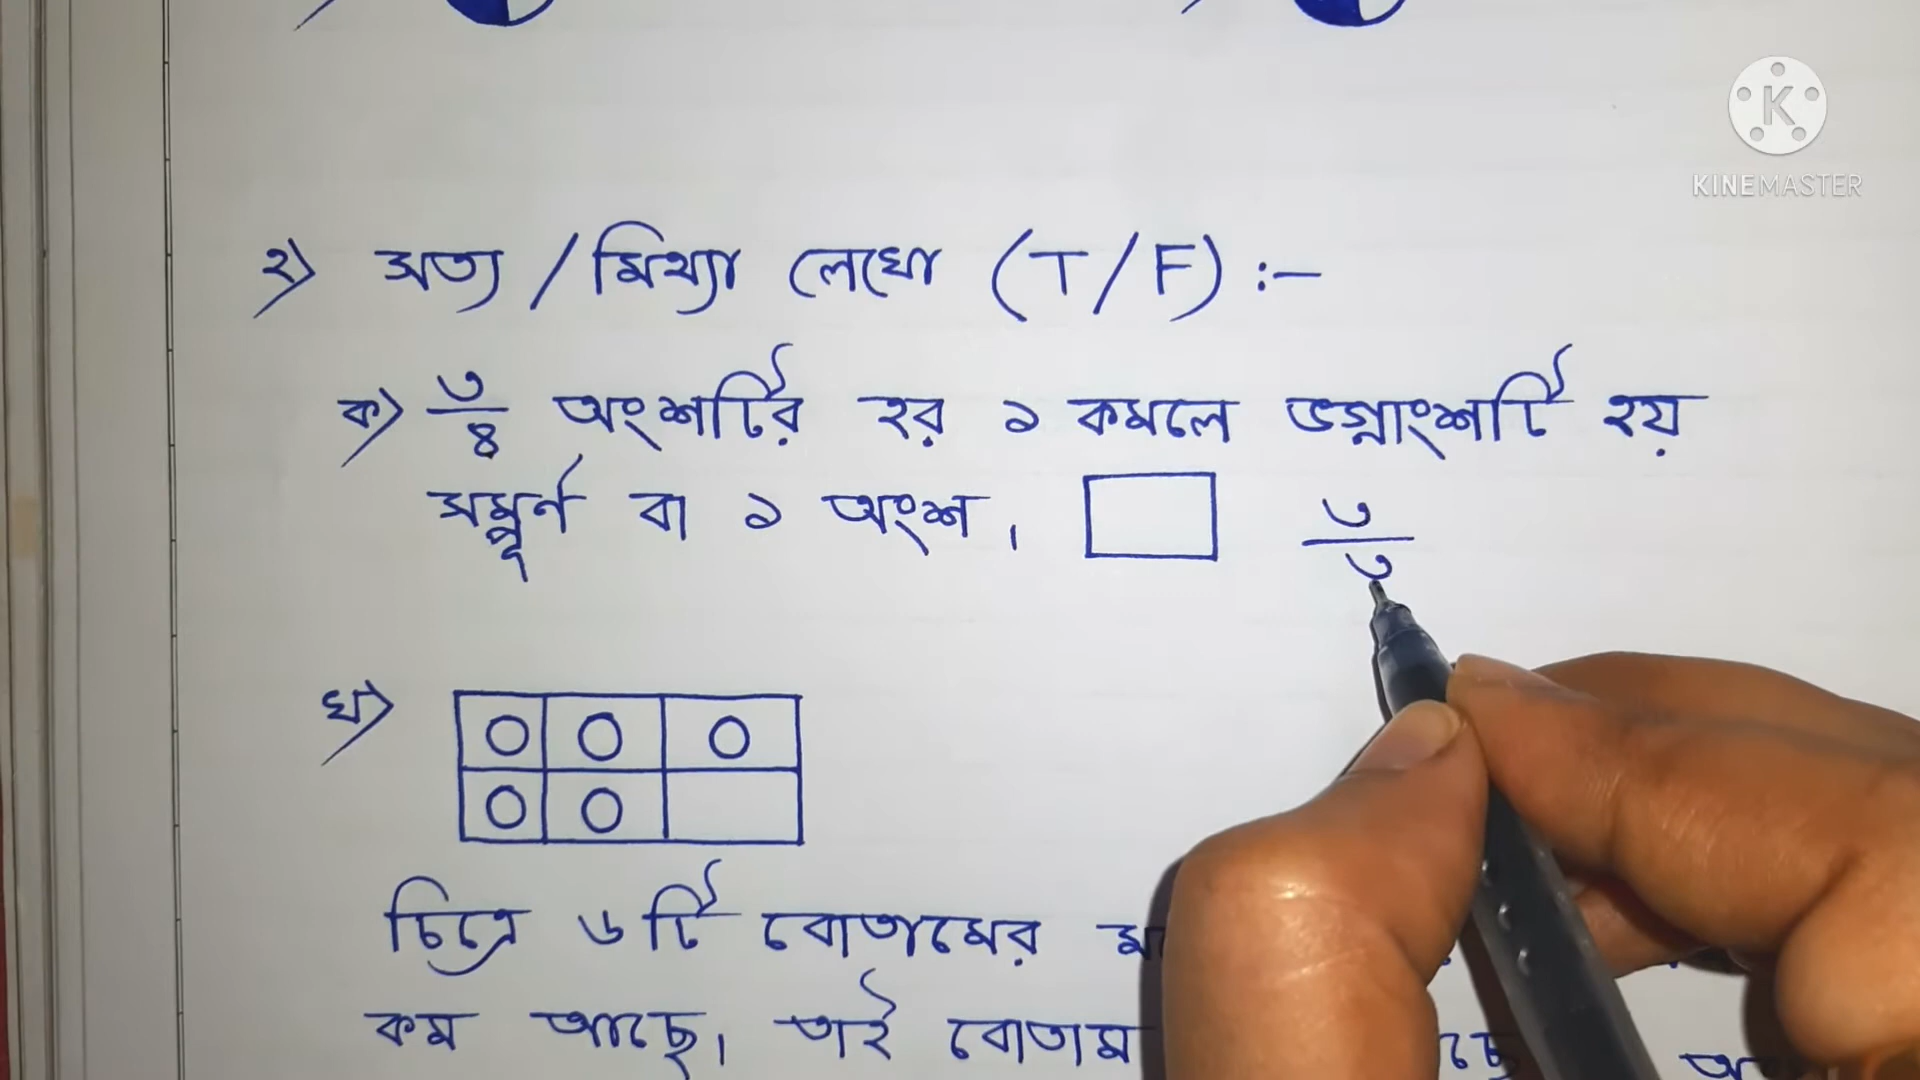 KINEMASTER
২) সত্য / মিথ্যা লেখো (T/F) :-
ক) ৩/৪ অংশটির হর ১ কমলে ভগ্নাংশটি হয়
সম্পূর্ণ বা ১ অংশ। ৩/৩
খ)
চিত্রে ৬টি বোতামের
কম আছে। তাই বোতাম